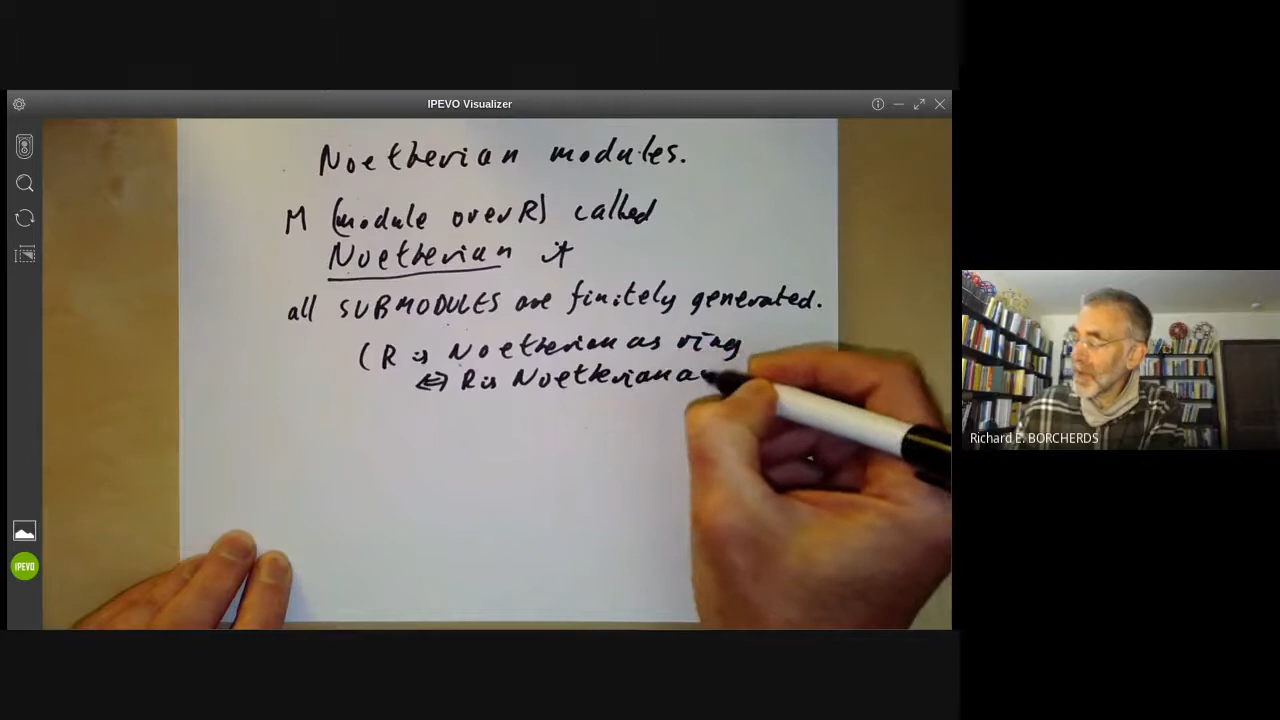 IPEVO Visualizer
Noetherian modules.
M (module over R) called
Noetherian if
all SUBMODULES are finitely generated.
(R is Noetherian as ring
⇔ R is Noetherian a
Richard E. BORCHERDS
IPEVO